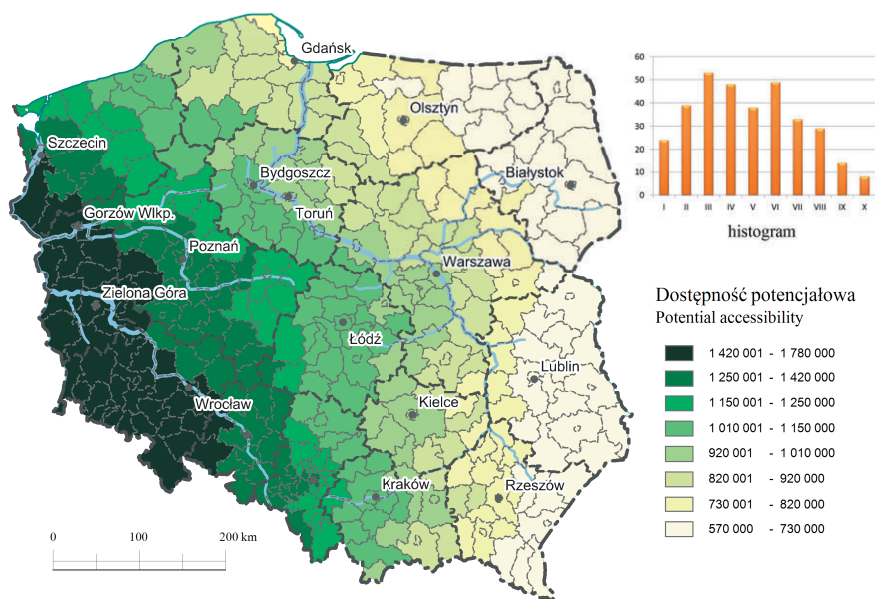 Gdańsk
Olsztyn
Szczecin
Bydgoszcz
Białystok
Toruń
Gorzów Wlkp.
Poznań
Warszawa
Zielona Góra
Łódź
Lublin
Wrocław
Kielce
Kraków
Rzeszów
0 100 200 km
60
50
40
30
20
10
0
I II III IV V VI VII VIII IX X
histogram
Dostępność potencjałowa
Potential accessibility
1 420 001 - 1 780 000
1 250 001 - 1 420 000
1 150 001 - 1 250 000
1 010 001 - 1 150 000
920 001 - 1 010 000
820 001 - 920 000
730 001 - 820 000
570 000 - 730 000